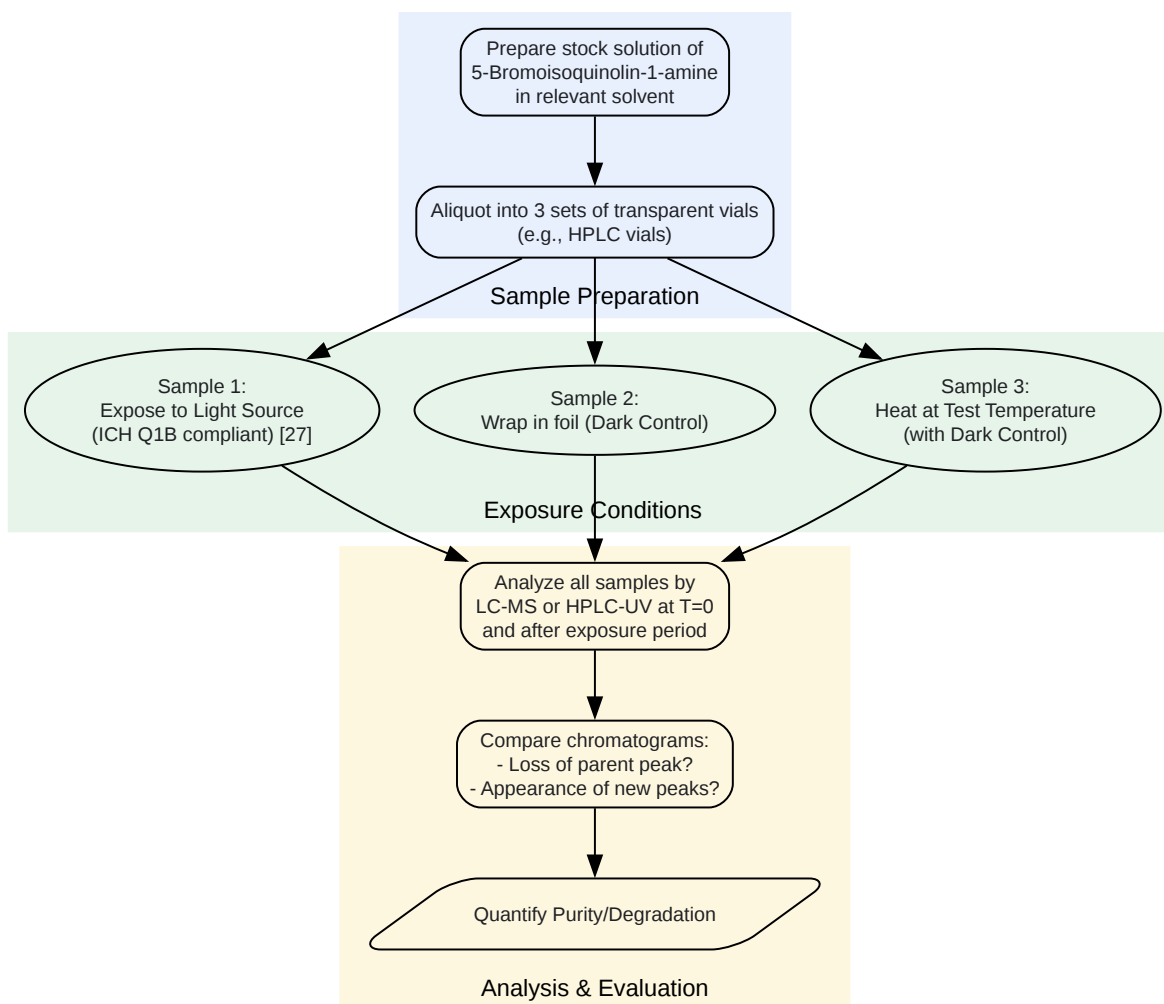 Prepare stock solution of
5-Bromoisoquinolin-1-amine
in relevant solvent
Aliquot into 3 sets of transparent vials
(e.g., HPLC vials)
Sample Preparation
Sample 1:
Expose to Light Source
(ICH Q1B compliant) [27]
Sample 2:
Wrap in foil (Dark Control)
Sample 3:
Heat at Test Temperature
(with Dark Control)
Exposure Conditions
Analyze all samples by
LC-MS or HPLC-UV at T=0
and after exposure period
Compare chromatograms:
- Loss of parent peak?
- Appearance of new peaks?
Quantify Purity/Degradation
Analysis & Evaluation